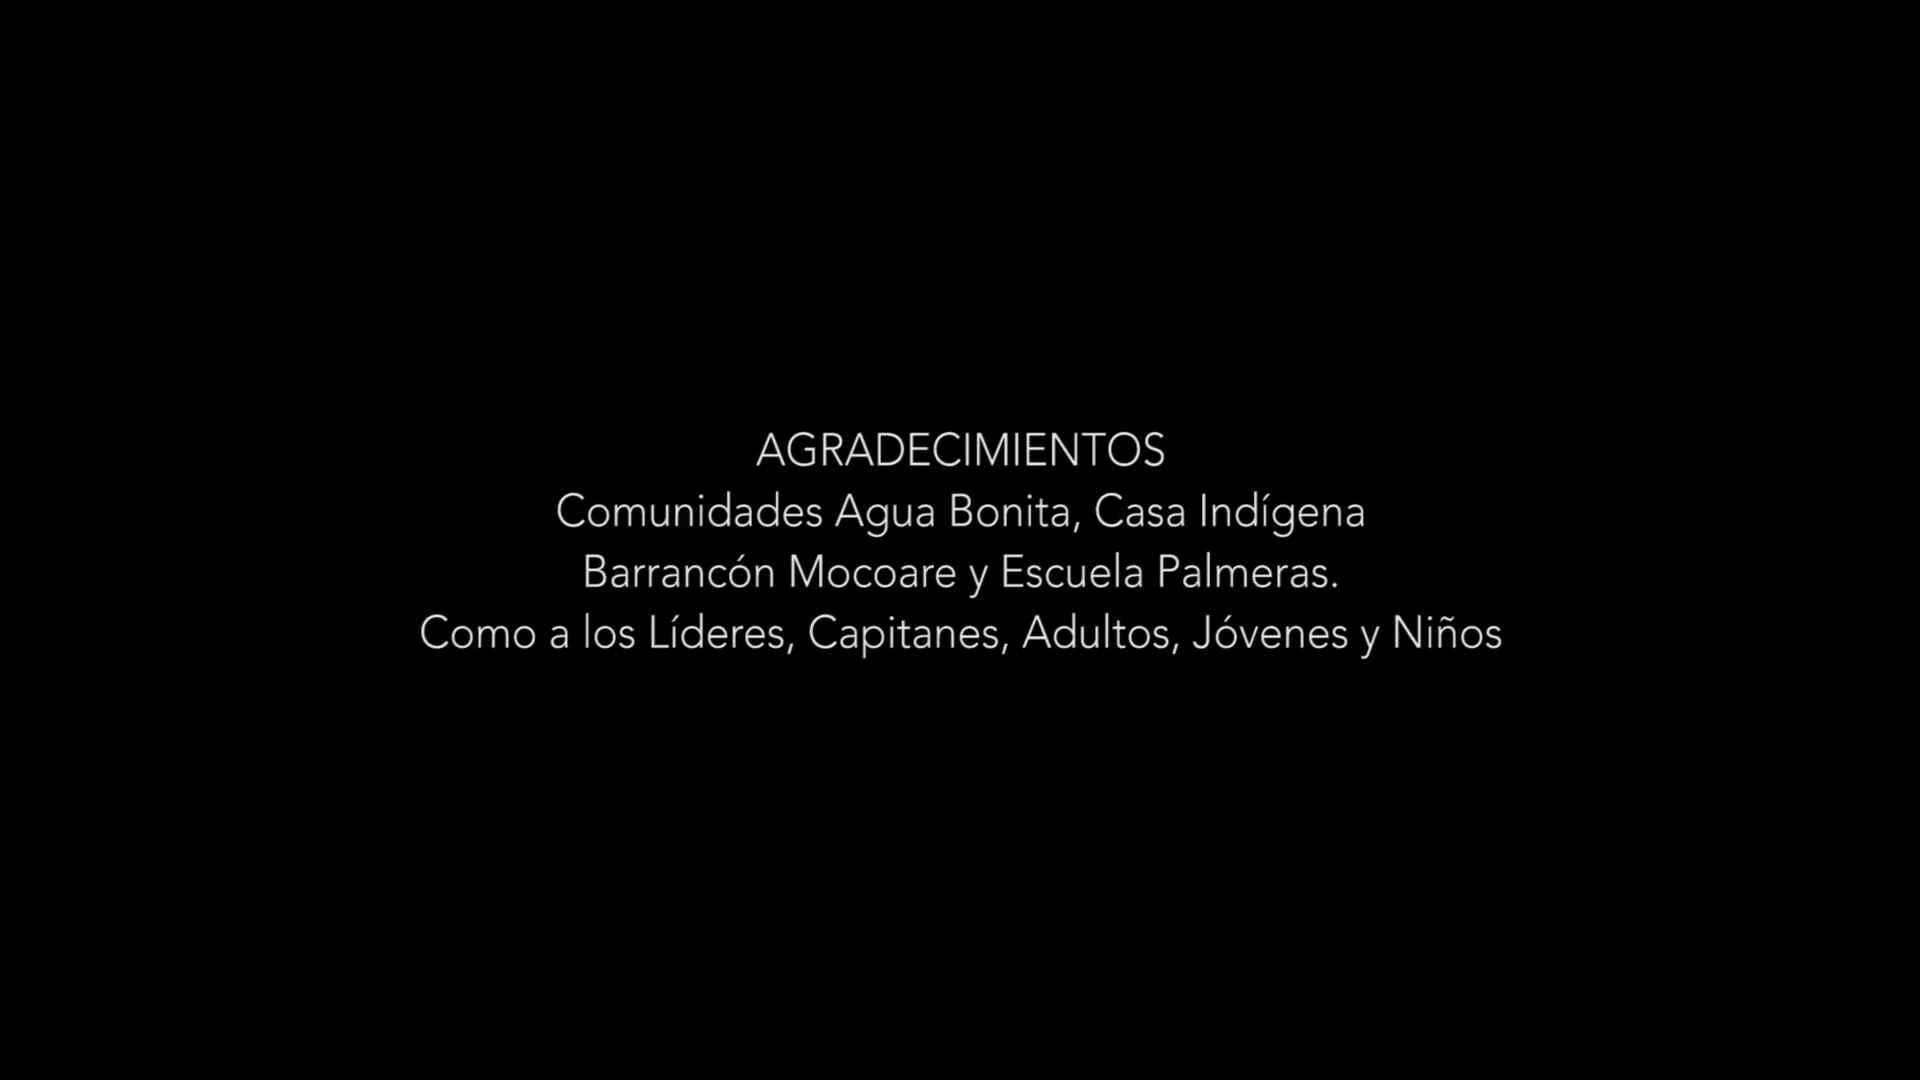 AGRADECIMIENTOS
Comunidades Agua Bonita, Casa Indígena
Barrancón Mocoare y Escuela Palmeras.
Como a los Líderes, Capitanes, Adultos, Jóvenes y Niños